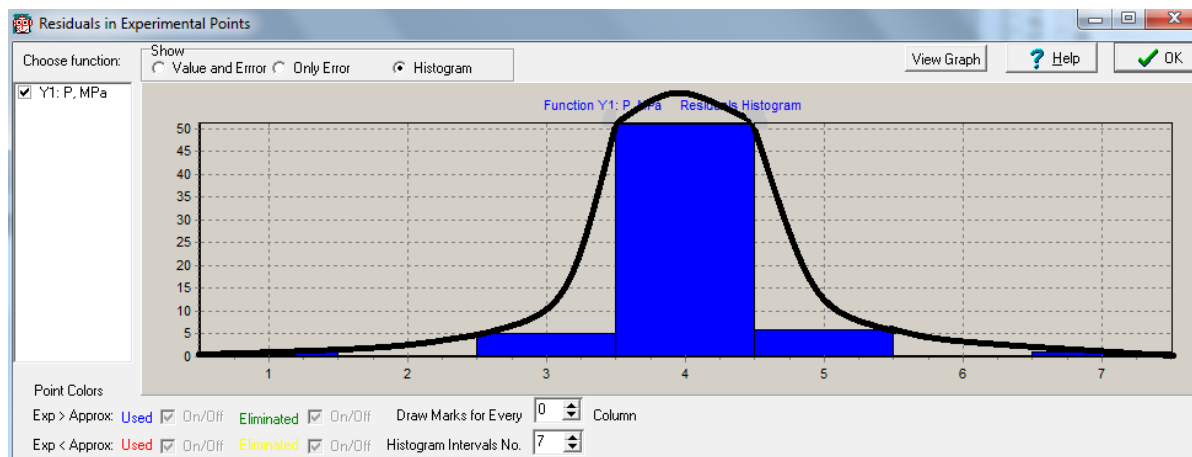 Residuals in Experimental Points
Choose function:
Show
Value and Errror Only Error Histogram
View Graph
? Help
OK
Y1: P, MPa
Function Y1: P, MPa Residuals Histogram
50
45
40
35
30
25
20
15
10
5
0
1 2 3 4 5 6 7
Point Colors
Exp > Approx: Used On/Off Eliminated On/Off Draw Marks for Every 0 Column
Exp < Approx: Used On/Off Eliminated On/Off Histogram Intervals No. 7